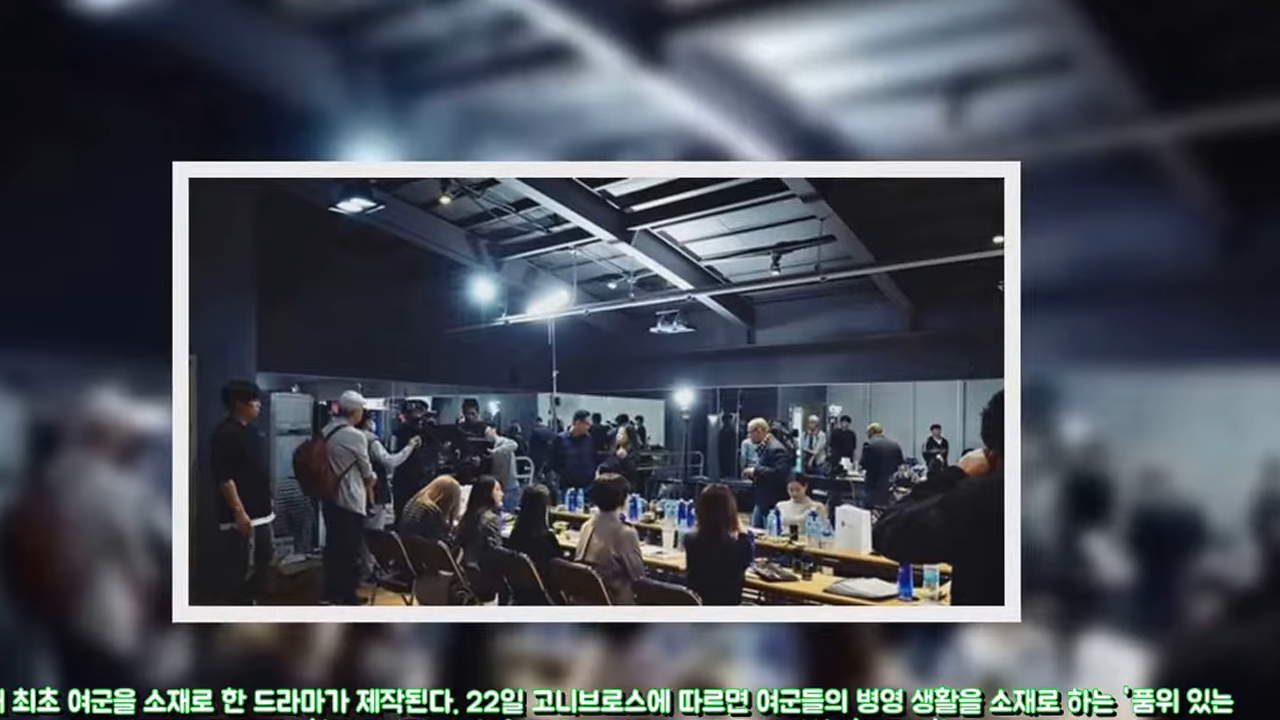 최초 여군을 소재로 한 드라마가 제작된다. 22일 고니브로스에 따르면 여군들의 병영 생활을 소재로 하는 '품위 있는